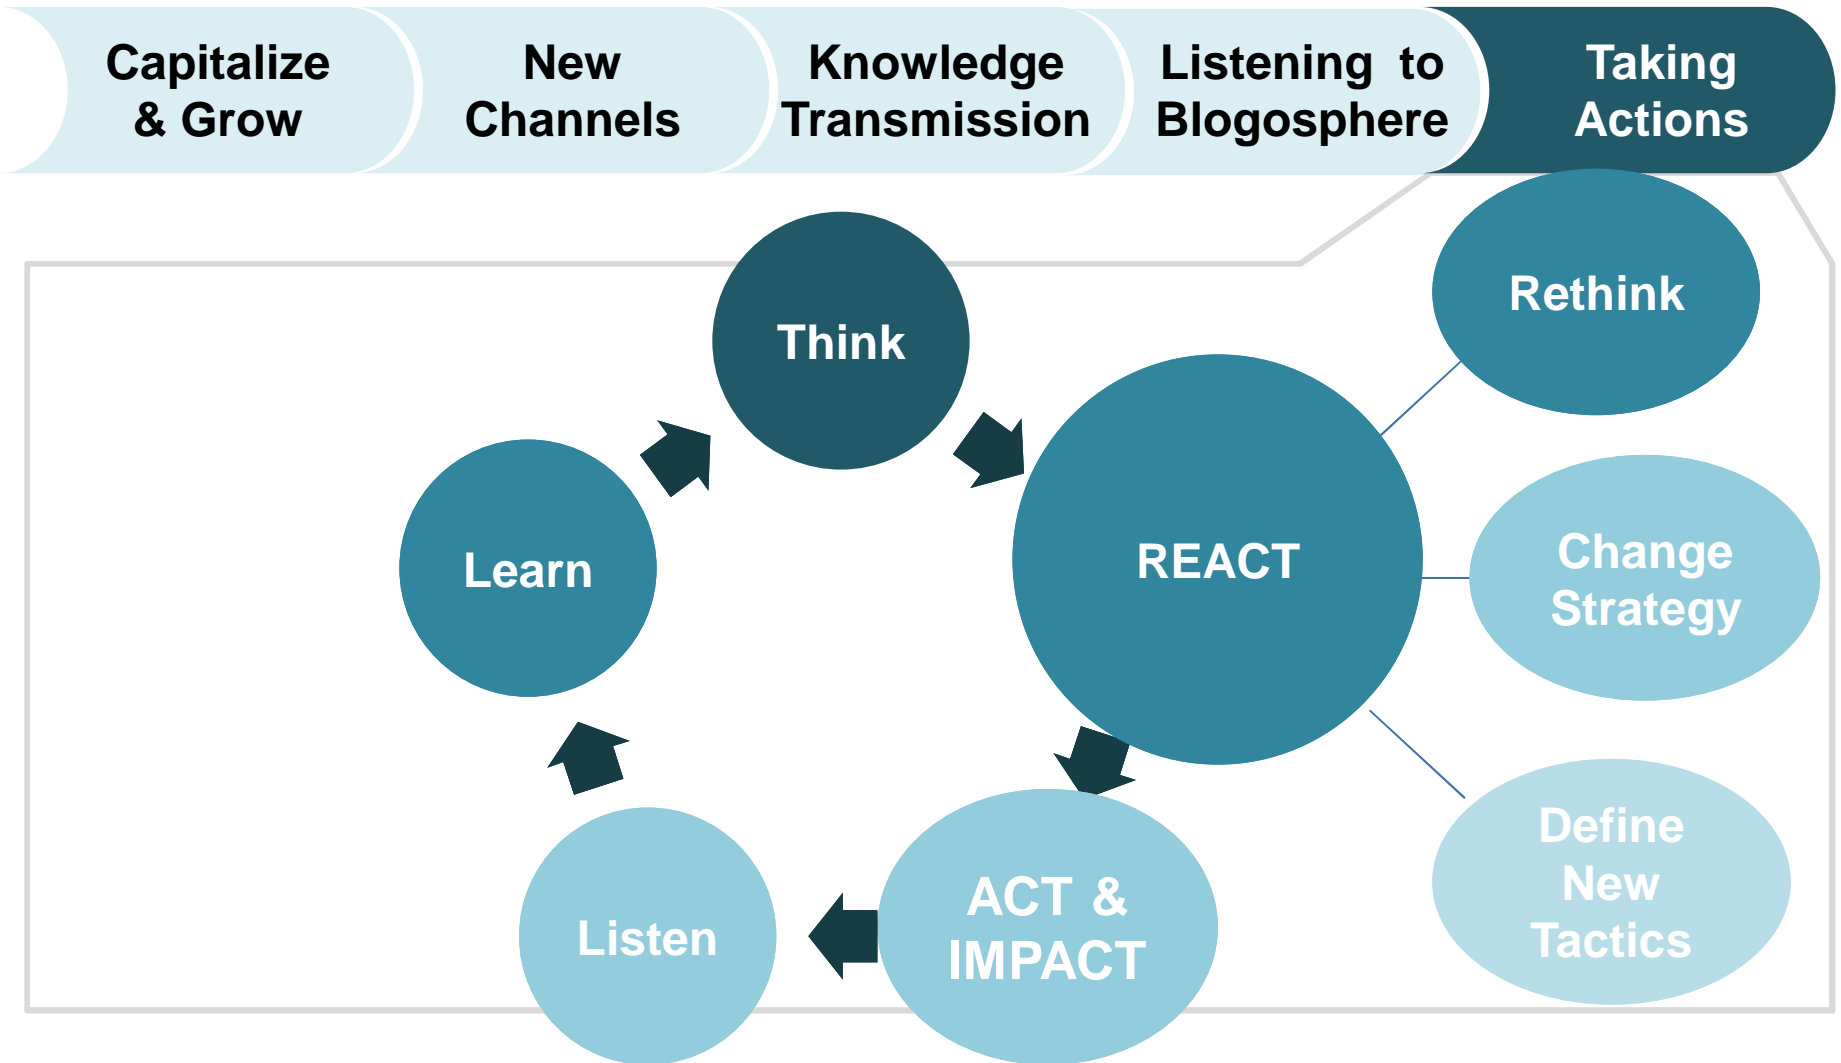 Capitalize
& Grow
New
Channels
Knowledge
Transmission
Listening to
Blogosphere
Taking
Actions
Think
REACT
ACT &
IMPACT
Listen
Learn
Rethink
Change
Strategy
Define
New
Tactics